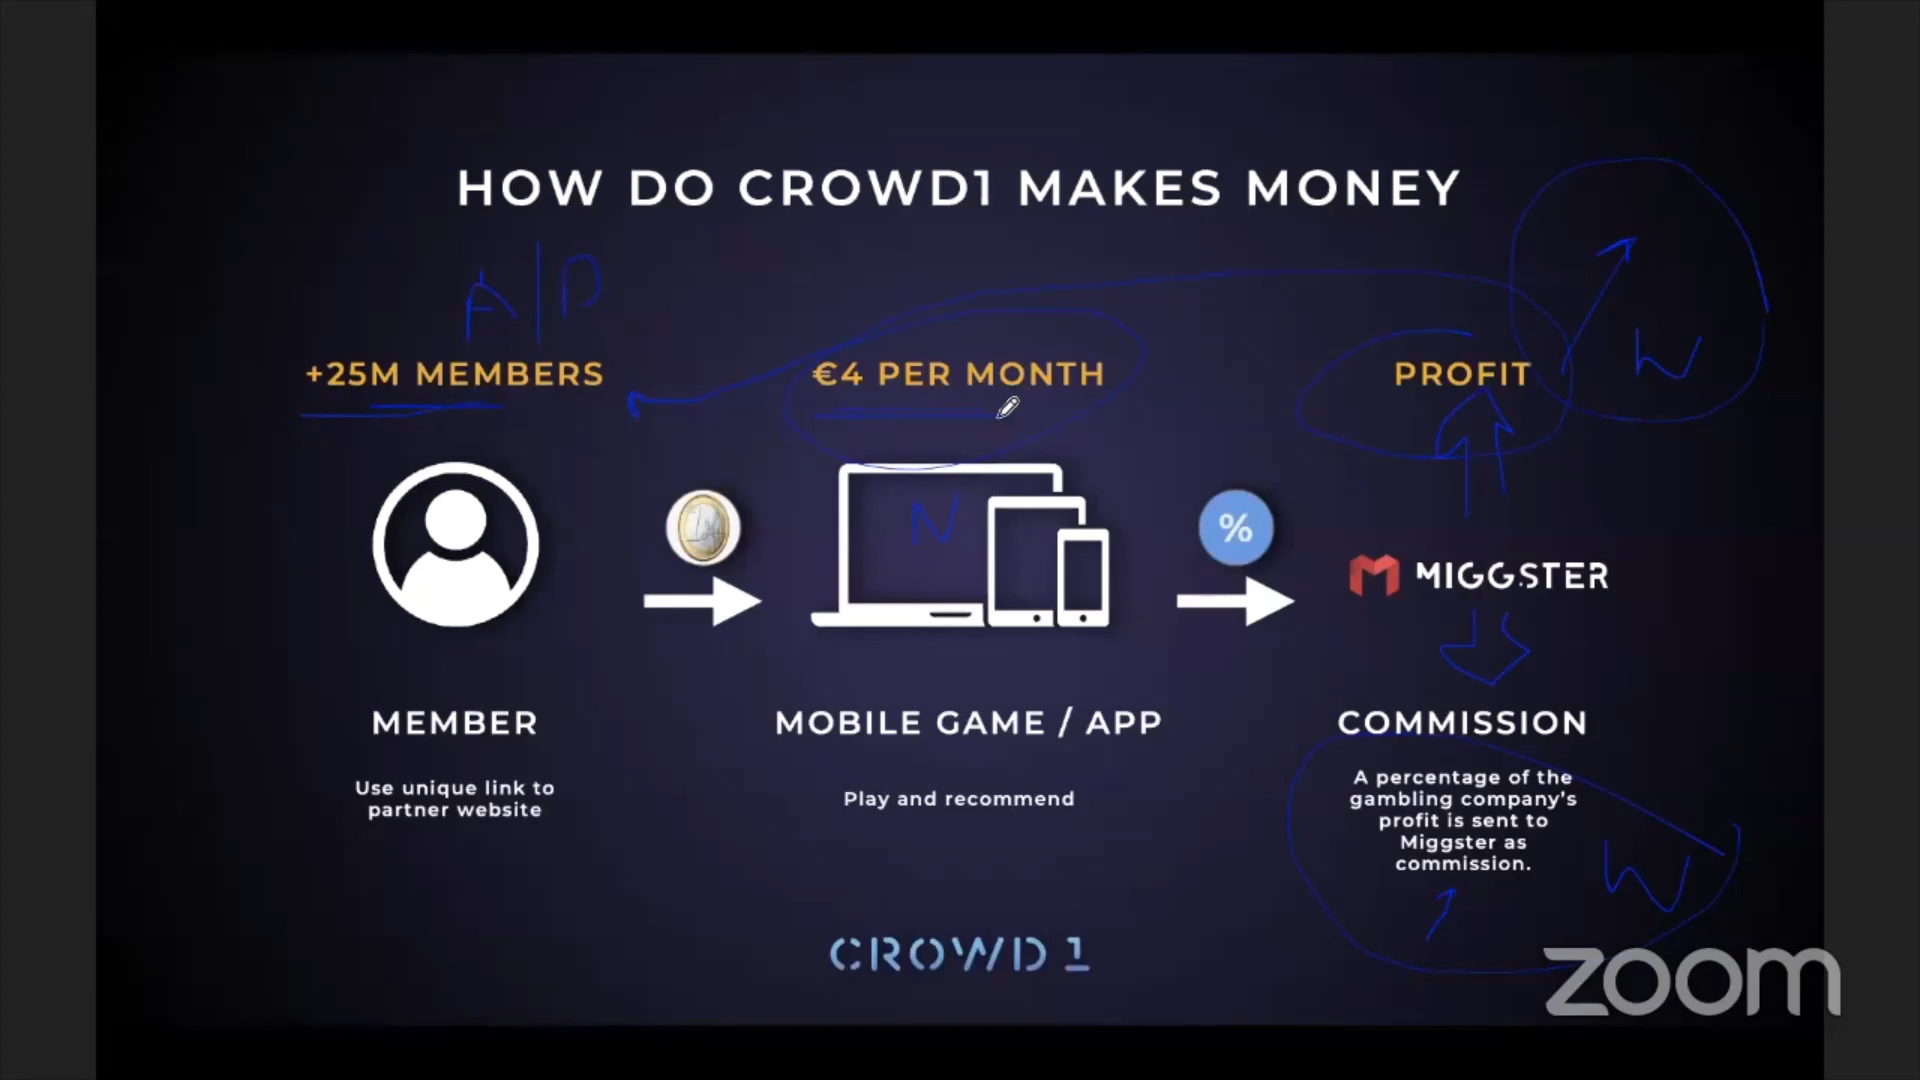 HOW DO CROWD1 MAKES MONEY
A|D
+25M MEMBERS
€4 PER MONTH
PROFIT
W
N
%
MIGGSTER
MEMBER
MOBILE GAME / APP
COMMISSION
Use unique link to
partner website
Play and recommend
A percentage of the
gambling company's
profit is sent to
Miggster as
commission.
W
CROWD1
zoom